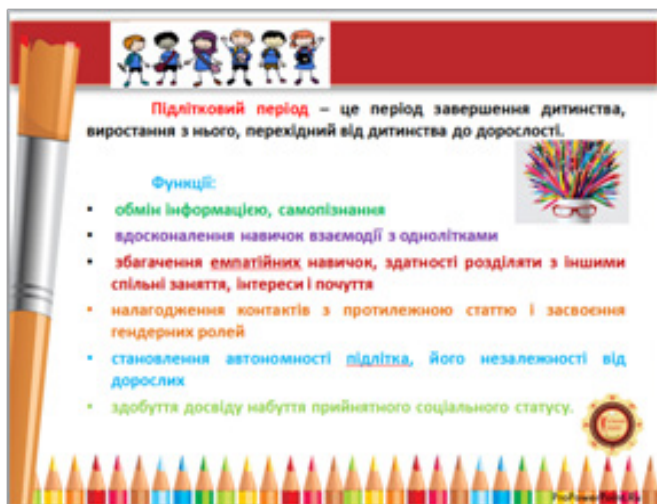 Підлітковий період – це період завершення дитинства,
виростання з нього, перехідний від дитинства до дорослості.
Функції:
• обмін інформацією, самопізнання
• вдосконалення навичок взаємодії з однолітками
• збагачення емпатійних навичок, здатності розділяти з іншими
спільні заняття, інтереси і почуття
• налагодження контактів з протилежною статтю і засвоєння
гендерних ролей
• становлення автономності підлітка, його незалежності від
дорослих
• здобуття досвіду набуття прийнятного соціального статусу.
ProPowerPoint.Ru